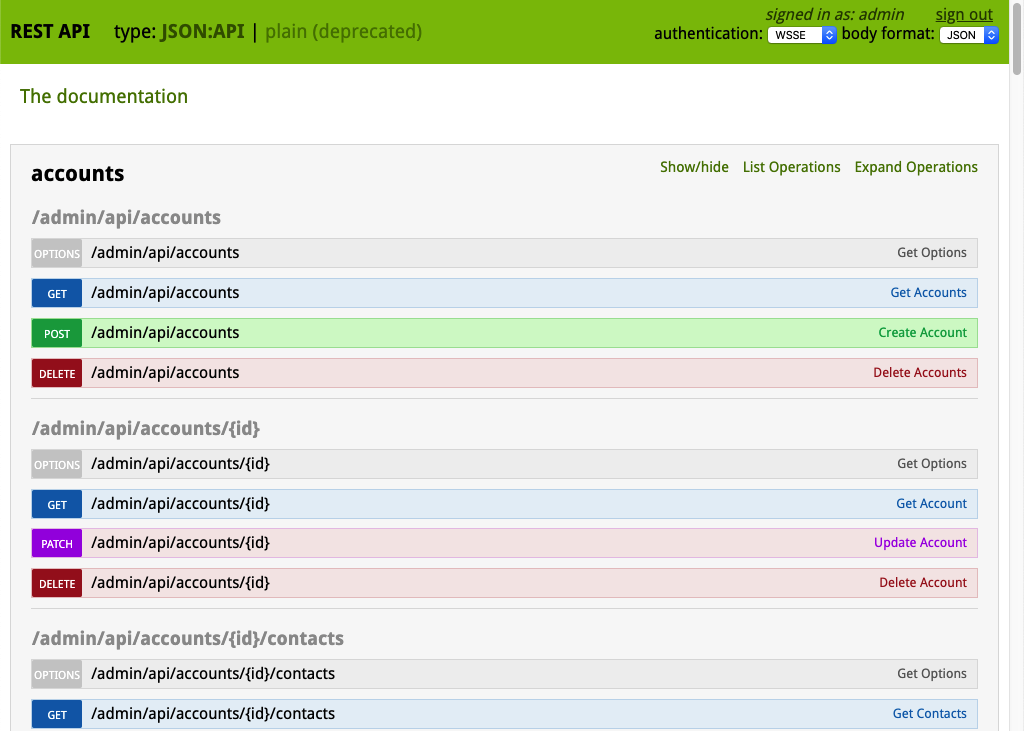 REST API type: JSON:API | plain (deprecated)
signed in as: admin sign out
authentication: WSSE body format: JSON
The documentation
accounts
Show/hide List Operations Expand Operations
/admin/api/accounts
OPTIONS /admin/api/accounts Get Options
GET /admin/api/accounts Get Accounts
POST /admin/api/accounts Create Account
DELETE /admin/api/accounts Delete Accounts
/admin/api/accounts/{id}
OPTIONS /admin/api/accounts/{id} Get Options
GET /admin/api/accounts/{id} Get Account
PATCH /admin/api/accounts/{id} Update Account
DELETE /admin/api/accounts/{id} Delete Account
/admin/api/accounts/{id}/contacts
OPTIONS /admin/api/accounts/{id}/contacts Get Options
GET /admin/api/accounts/{id}/contacts Get Contacts